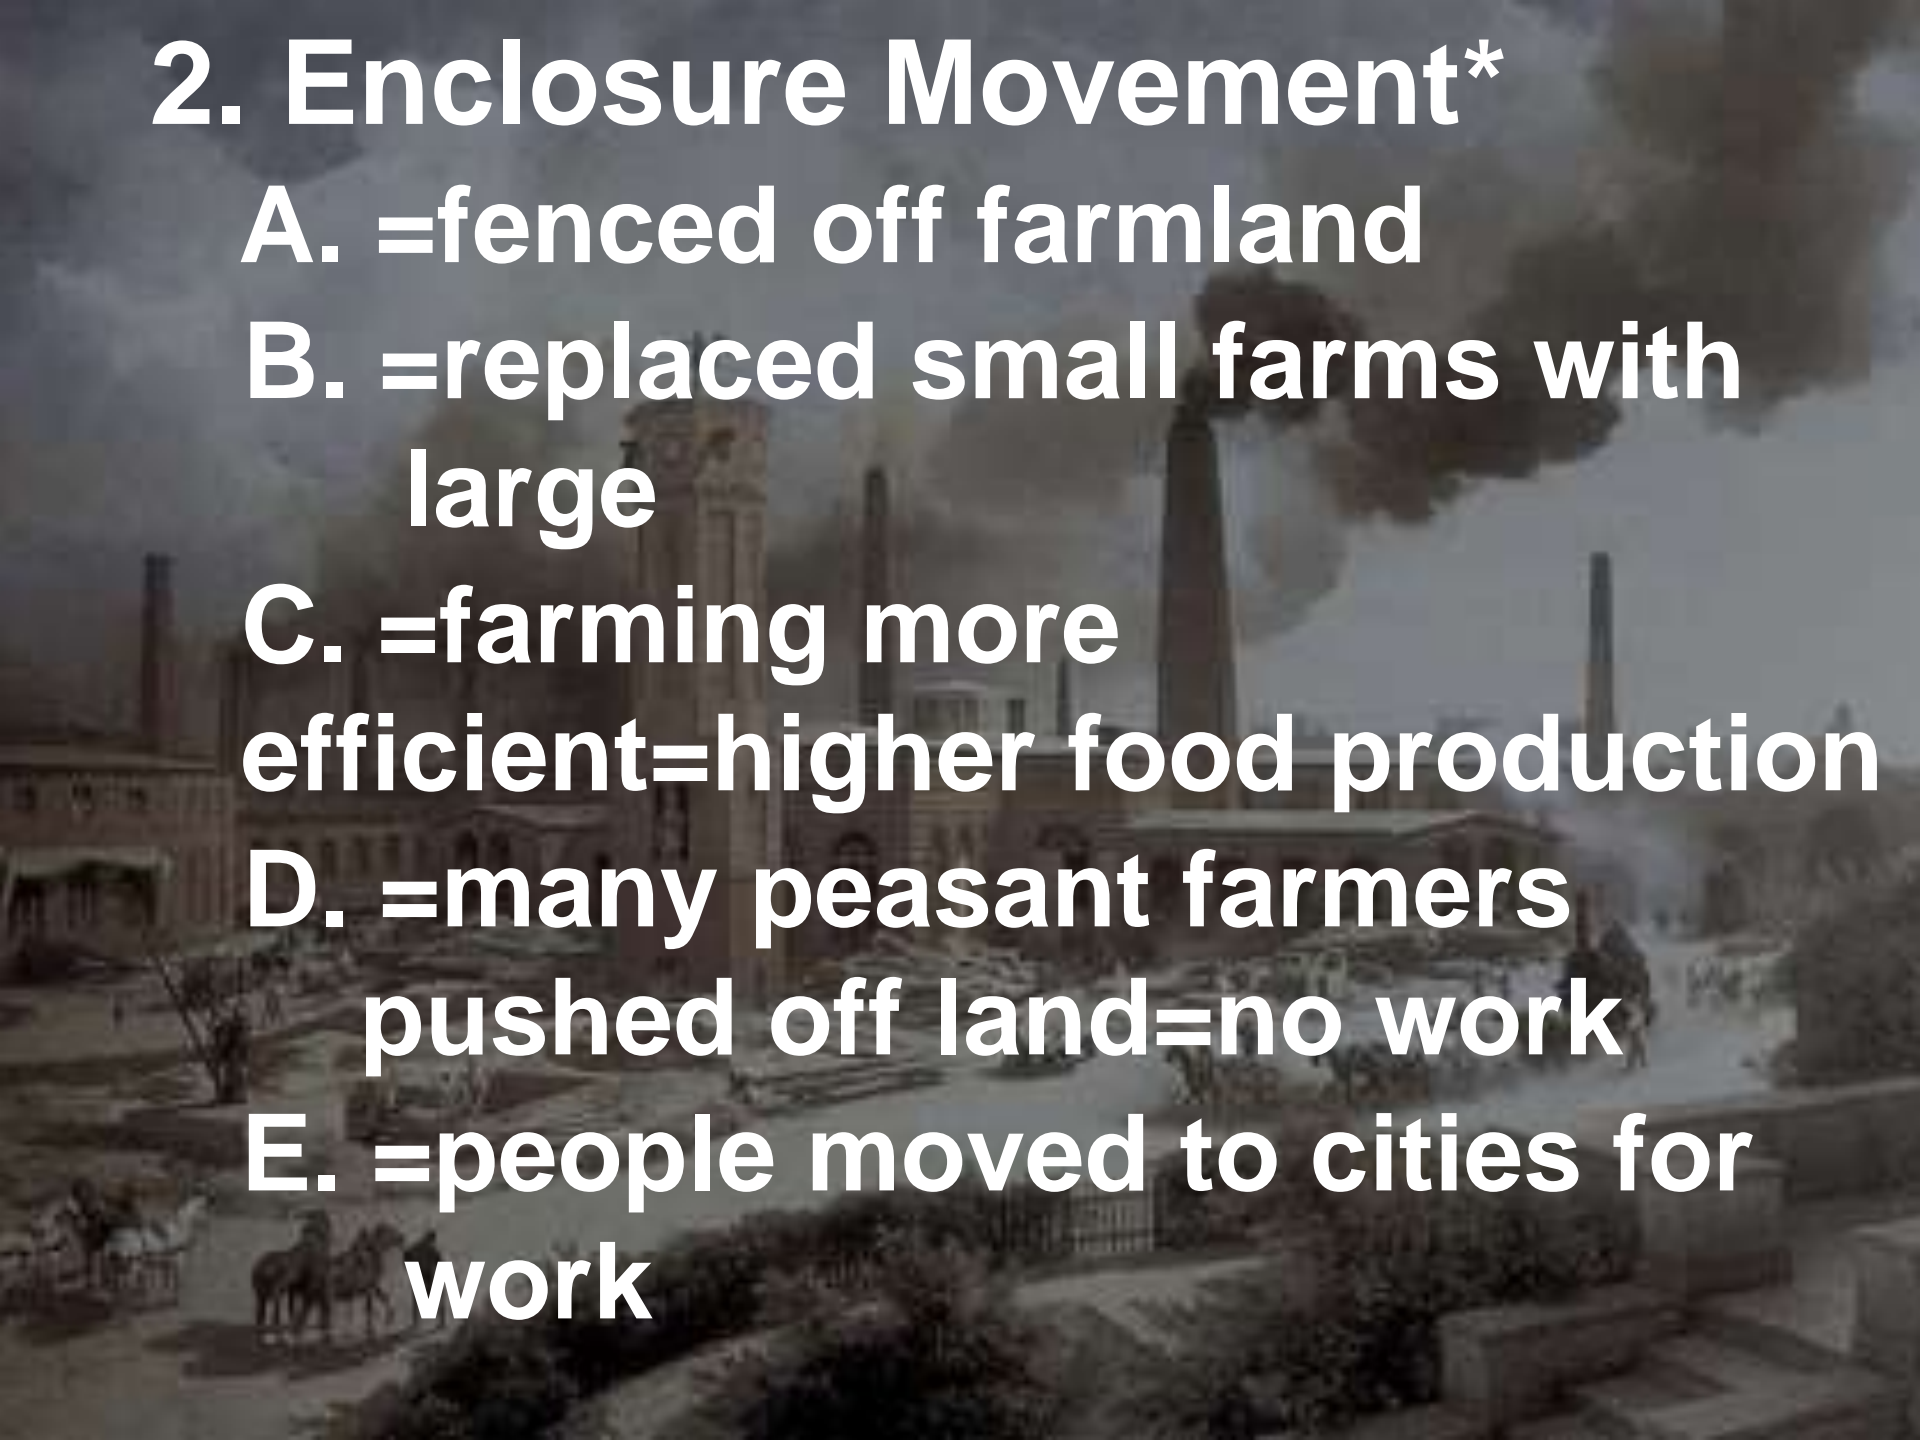 2. Enclosure Movement*
A. =fenced off farmland
B. =replaced small farms with
large
C. =farming more
efficient=higher food production
D. =many peasant farmers
pushed off land=no work
E. =people moved to cities for
work